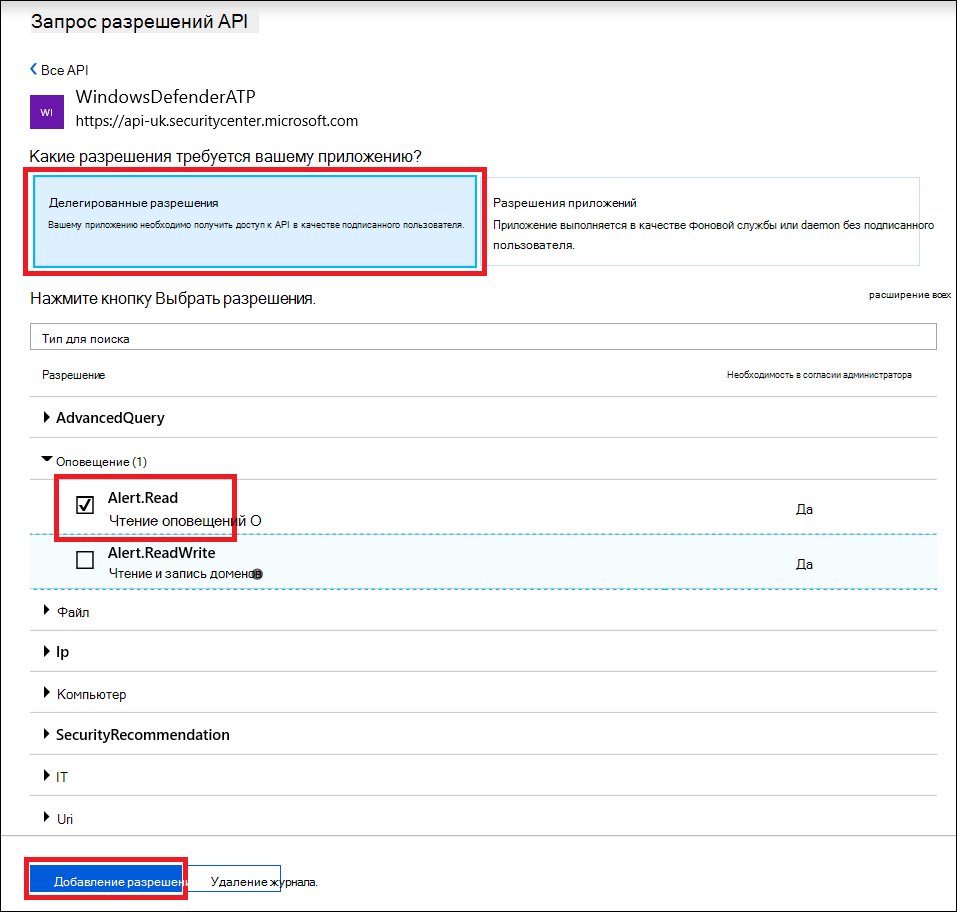 Запрос разрешений API
Все API
WI
WindowsDefenderATP
https://api-uk.securitycenter.microsoft.com
Какие разрешения требуется вашему приложению?
Делегированные разрешения
Вашему приложению необходимо получить доступ к API в качестве подписанного пользователя.
Разрешения приложений
Приложение выполняется в качестве фоновой службы или daemon без подписанного
пользователя.
Нажмите кнопку Выбрать разрешения.
расширение всех
Тип для поиска
Разрешение
Необходимость в согласии администратора
AdvancedQuery
Оповещение (1)
Alert.Read
Чтение оповещений О
Да
Alert.ReadWrite
Чтение и запись доменов
Да
Файл
Ip
Компьютер
SecurityRecommendation
IT
Uri
Добавление разрешени
Удаление журнала.